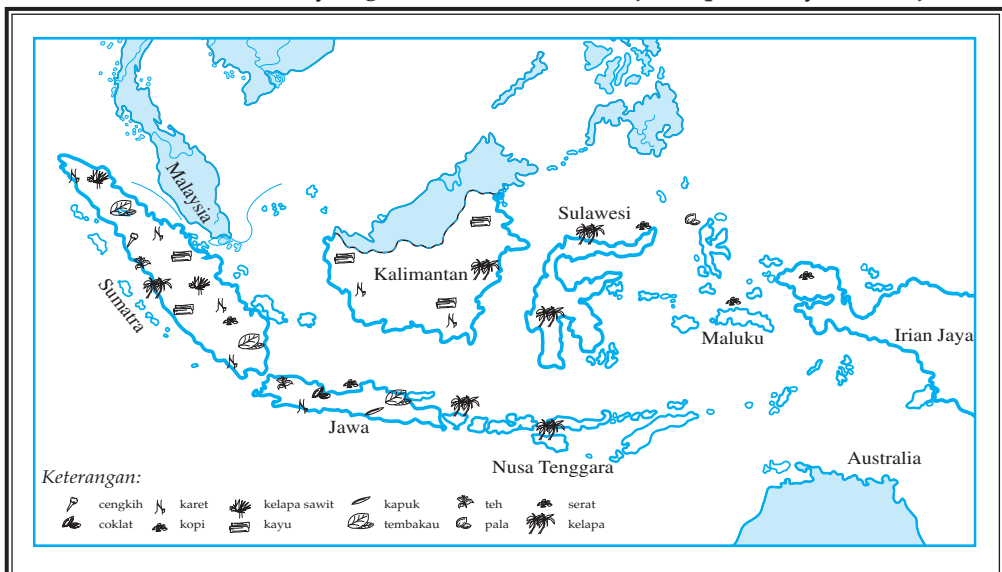 Malaysia
Sulawesi
Kalimantan
Sumatra
Maluku
Irian Jaya
Jawa
Nusa Tenggara
Australia
Keterangan:
cengkih karet kelapa sawit kapuk teh serat
coklat kopi kayu tembakau pala kelapa